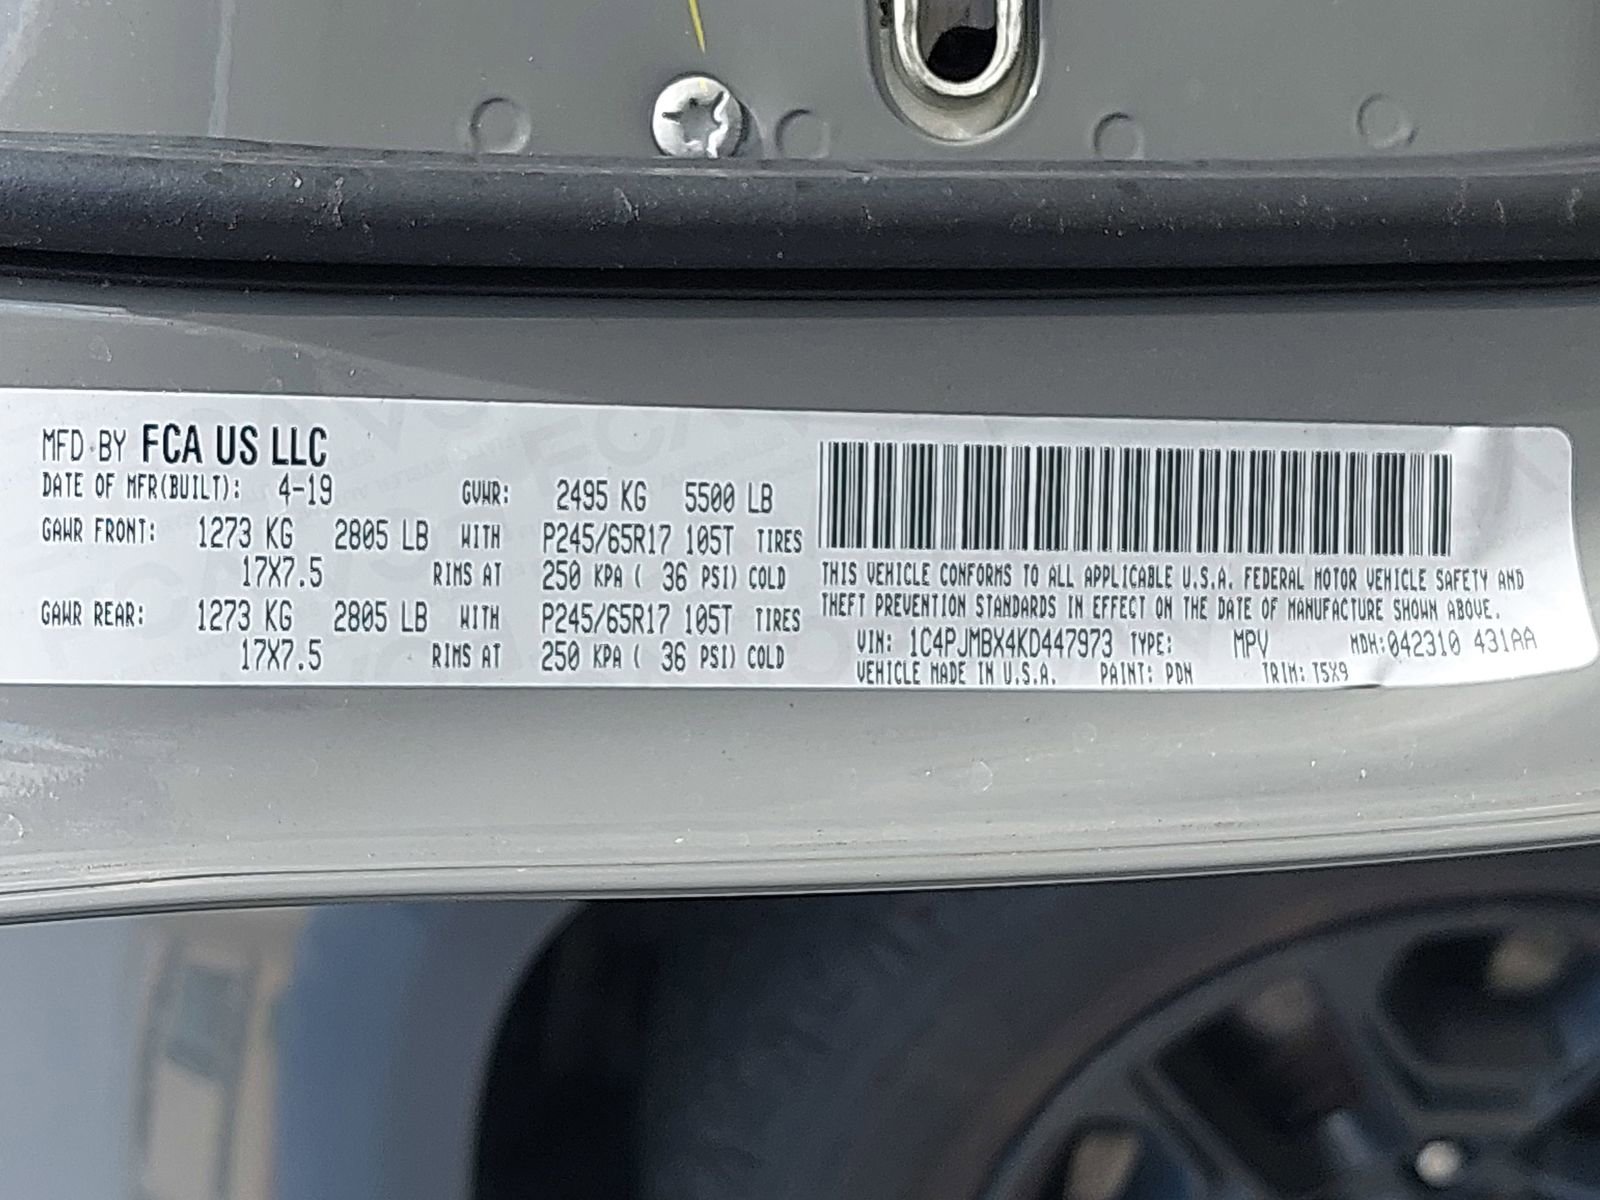 MFD BY FCA US LLC
DATE OF MFR(BUILT): 4-19 GVWR: 2495 KG 5500 LB
GAWR FRONT: 1273 KG 2805 LB WITH P245/65R17 105T TIRES
17X7.5 RIMS AT 250 KPA ( 36 PSI) COLD
GAWR REAR: 1273 KG 2805 LB WITH P245/65R17 105T TIRES
17X7.5 RIMS AT 250 KPA ( 36 PSI) COLD
THIS VEHICLE CONFORMS TO ALL APPLICABLE U.S.A. FEDERAL MOTOR VEHICLE SAFETY AND
THEFT PREVENTION STANDARDS IN EFFECT ON THE DATE OF MANUFACTURE SHOWN ABOVE.
VIN: 1C4PJMBX4KD447973 TYPE: MPV MDH:042310 431AA
VEHICLE MADE IN U.S.A. PAINT: PDN TRIM: T5X9